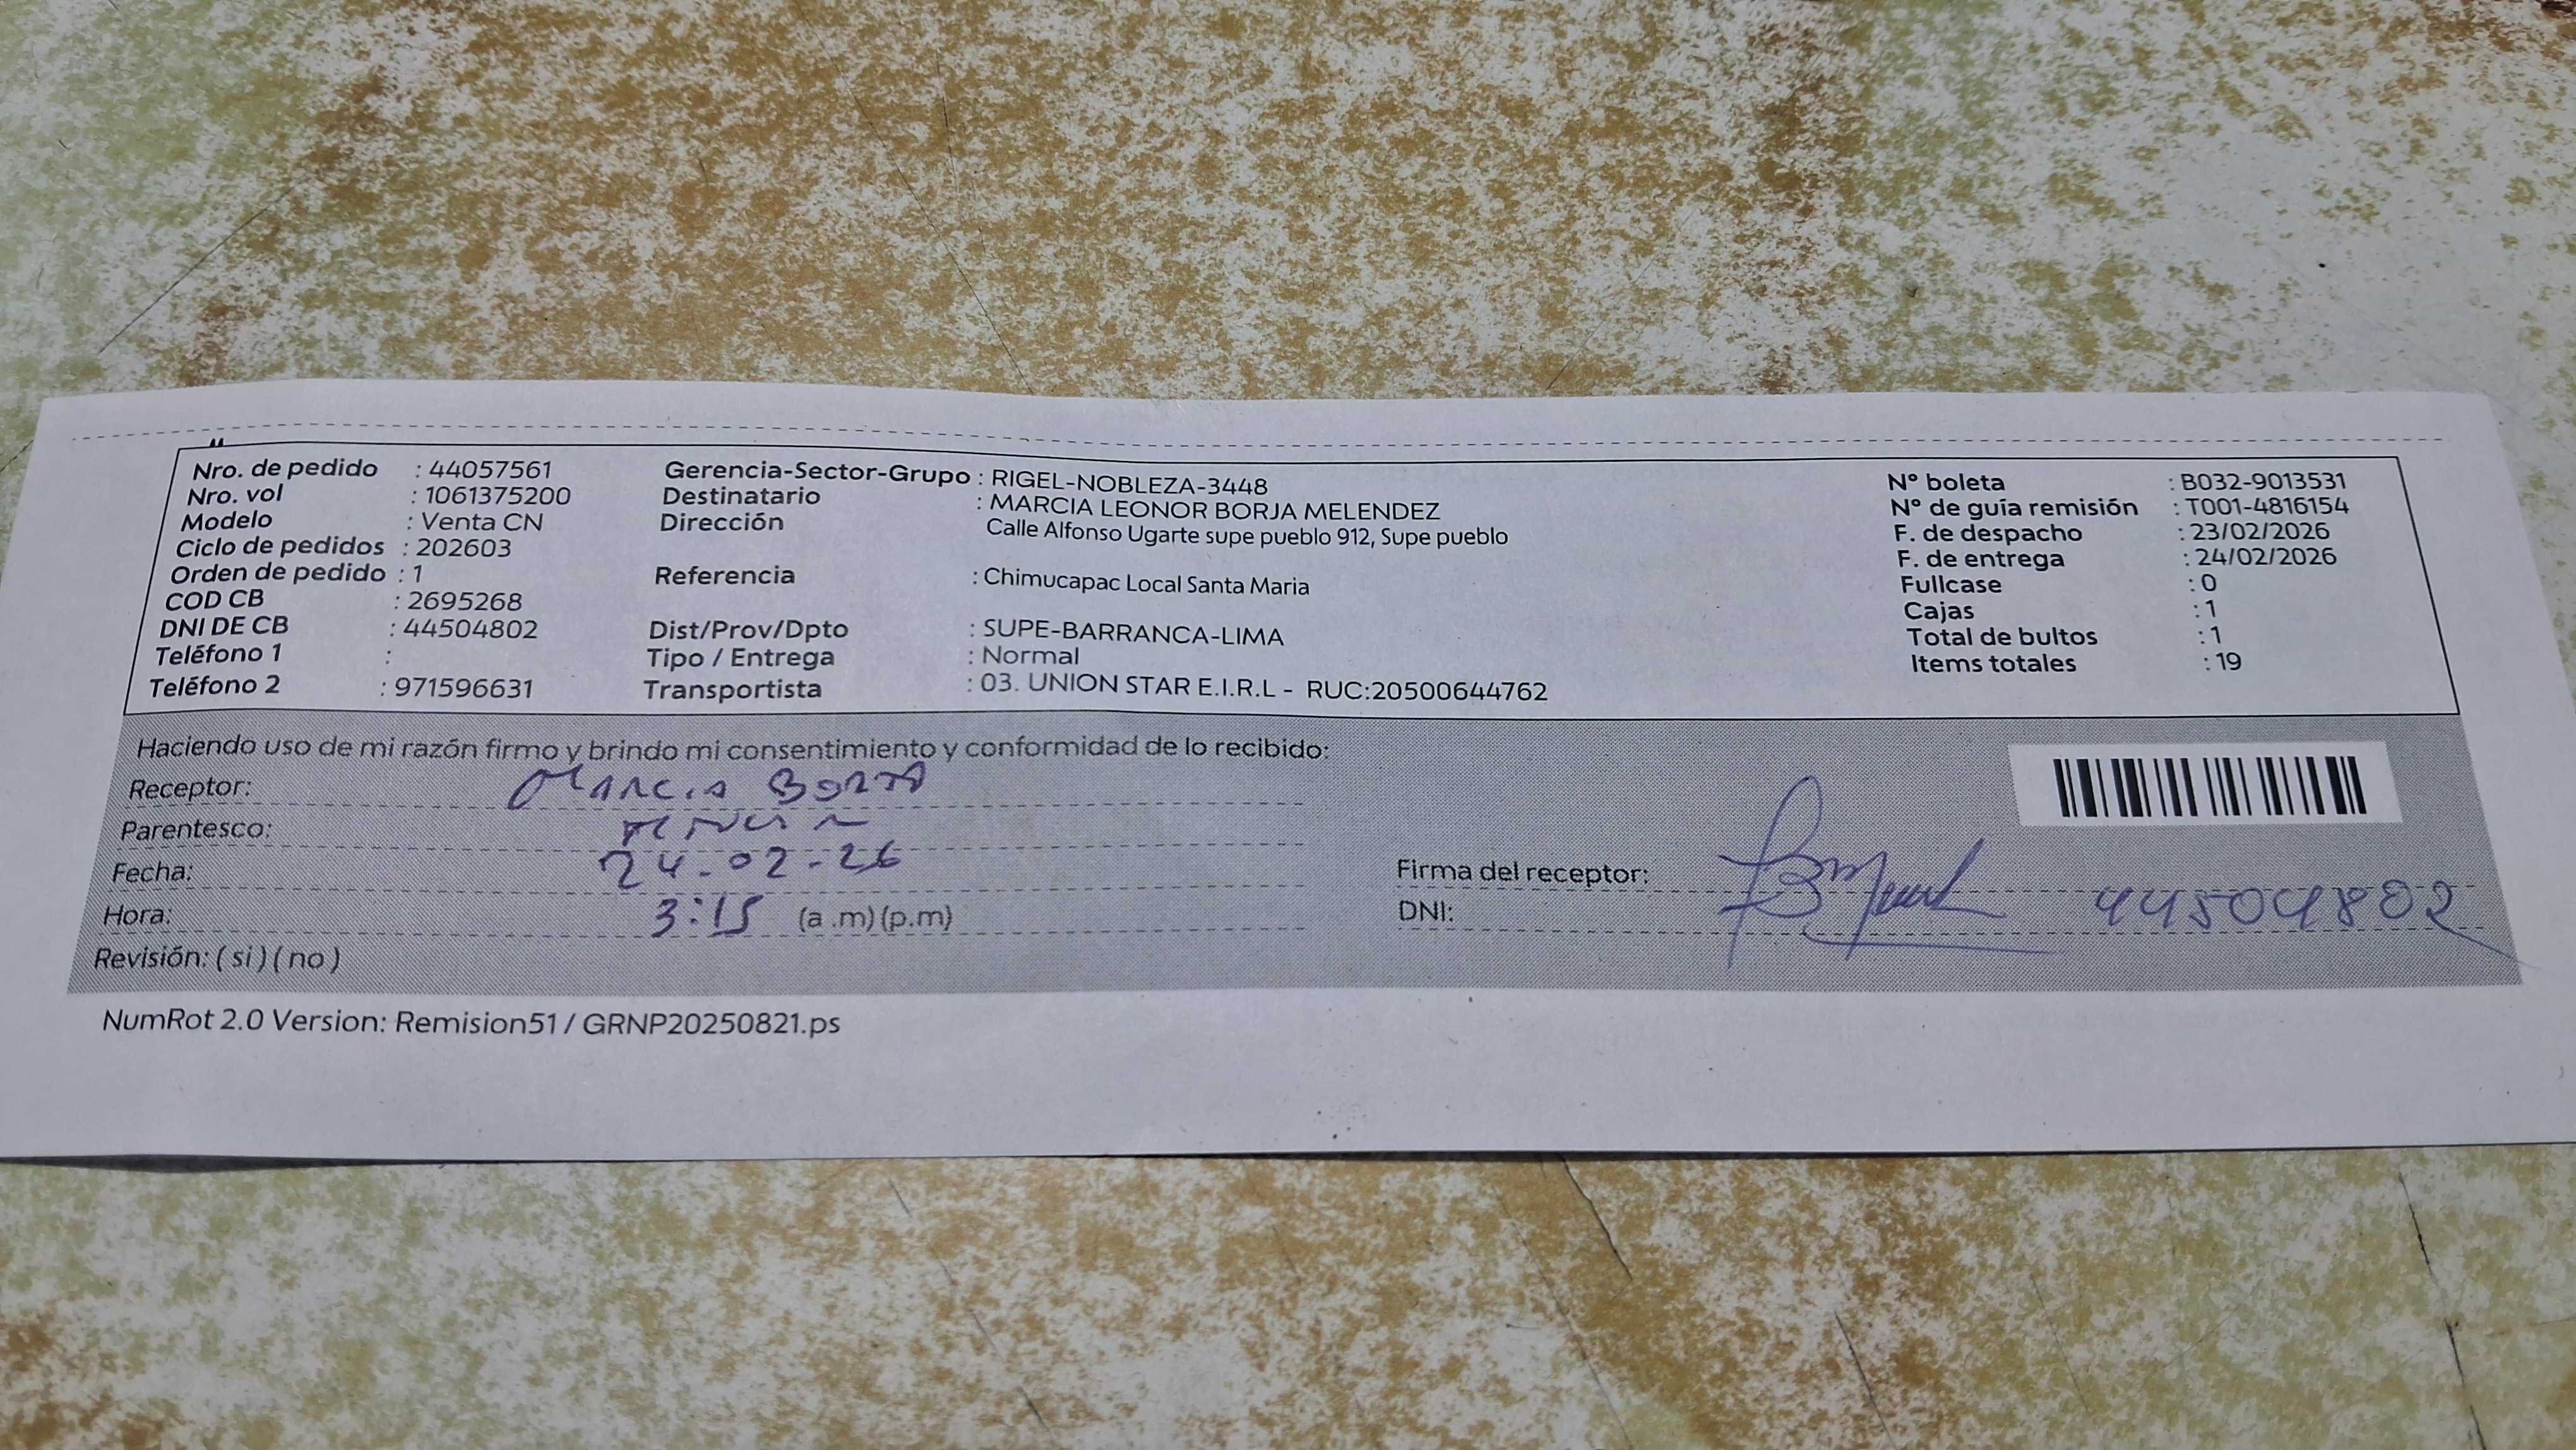 Nro. de pedido : 44057561
Nro. vol : 1061375200
Modelo : Venta CN
Ciclo de pedidos : 202603
Orden de pedido : 1
COD CB : 2695268
DNI DE CB : 44504802
Teléfono 1 :
Teléfono 2 : 971596631
Gerencia-Sector-Grupo : RIGEL-NOBLEZA-3448
Destinatario : MARCIA LEONOR BORJA MELENDEZ
Dirección Calle Alfonso Ugarte supe pueblo 912, Supe pueblo
Referencia : Chimucapac Local Santa Maria
Dist/Prov/Dpto : SUPE-BARRANCA-LIMA
Tipo / Entrega : Normal
Transportista : 03. UNION STAR E.I.R.L - RUC:20500644762
N° boleta : B032-9013531
N° de guía remisión : T001-4816154
F. de despacho : 23/02/2026
F. de entrega : 24/02/2026
Fullcase : 0
Cajas : 1
Total de bultos : 1
Items totales : 19
Haciendo uso de mi razón firmo y brindo mi consentimiento y conformidad de lo recibido:
Receptor: Marcia Borja
Parentesco:
Fecha: 24-02-26
Hora: 3:15 (a .m) (p.m)
Revisión: ( si ) ( no )
Firma del receptor:
DNI: 44504802
NumRot 2.0 Version: Remision51 / GRNP20250821.ps